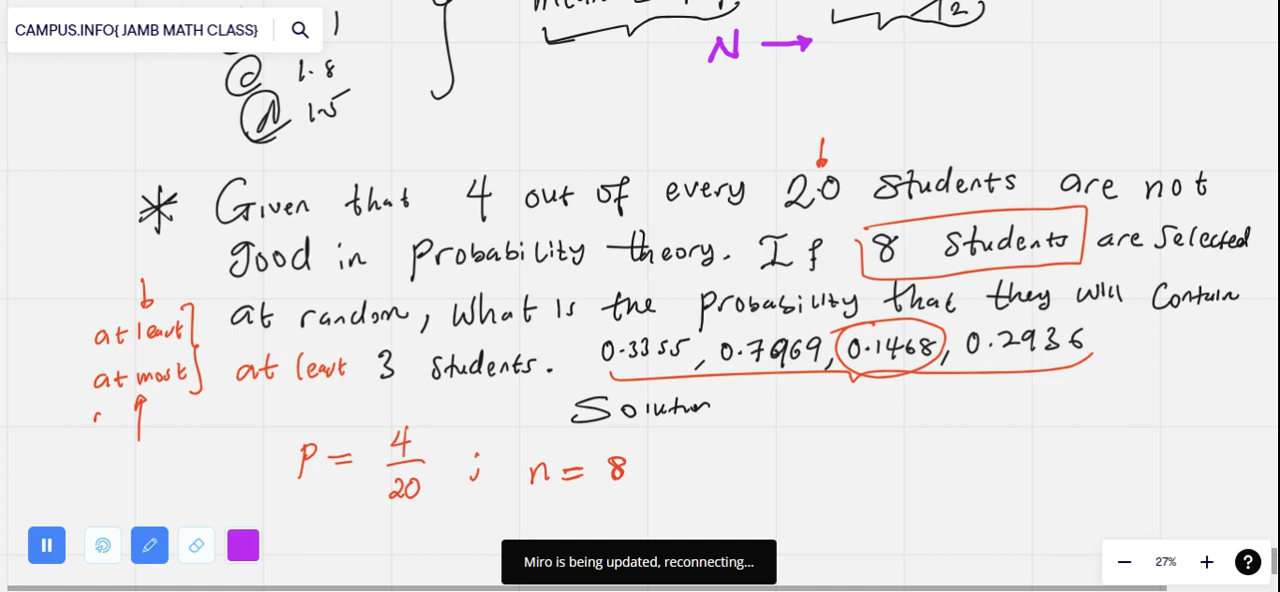 CAMPUS.INFO{ JAMB MATH CLASS}
N →
@ 1.8
1.5
* Given that 4 out of every 20 students are not
good in probability theory. If 8 students are selected
at random, what is the probability that they will contain
at least
at most
at least 3 students. 0.3355, 0.7969, 0.1468, 0.2936
Solution
P = 4/20 ; n = 8
Miro is being updated, reconnecting...
− 27% + ?